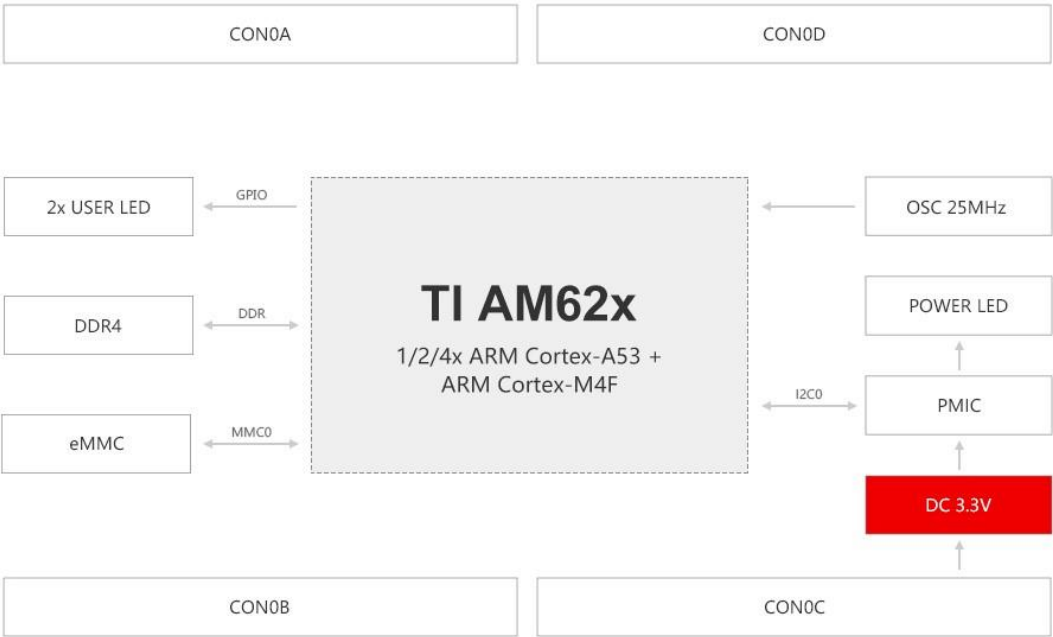 CON0A
CON0D
2x USER LED
GPIO
OSC 25MHz
TI AM62x
1/2/4x ARM Cortex-A53 +
ARM Cortex-M4F
DDR4
DDR
POWER LED
eMMC
MMC0
I2C0
PMIC
DC 3.3V
CON0B
CON0C